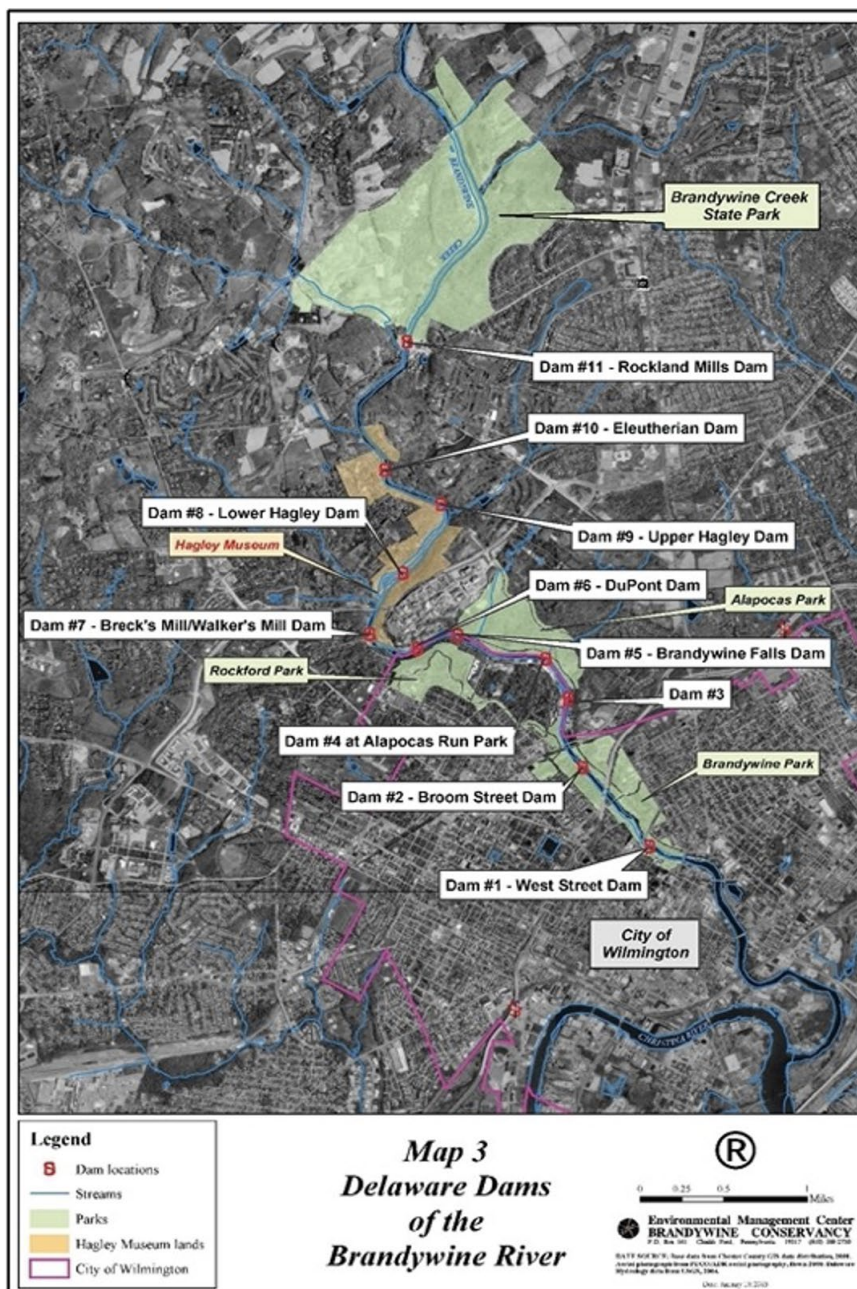 BRANDYWINE
CREEK
Brandywine Creek
State Park
Dam #11 - Rockland Mills Dam
Dam #10 - Eleutherian Dam
Dam #8 - Lower Hagley Dam
Dam #9 - Upper Hagley Dam
Hagley Museum
Dam #6 - DuPont Dam
Alapocas Park
Dam #7 - Breck's Mill/Walker's Mill Dam
Dam #5 - Brandywine Falls Dam
Rockford Park
Dam #3
Dam #4 at Alapocas Run Park
Brandywine Park
Dam #2 - Broom Street Dam
Dam #1 - West Street Dam
City of
Wilmington
CHRISTINA RIVER
Legend
Dam locations
Streams
Parks
Hagley Museum lands
City of Wilmington
Map 3
Delaware Dams
of the
Brandywine River
®
0 0.25 0.5 1
Miles
Environmental Management Center
BRANDYWINE CONSERVANCY